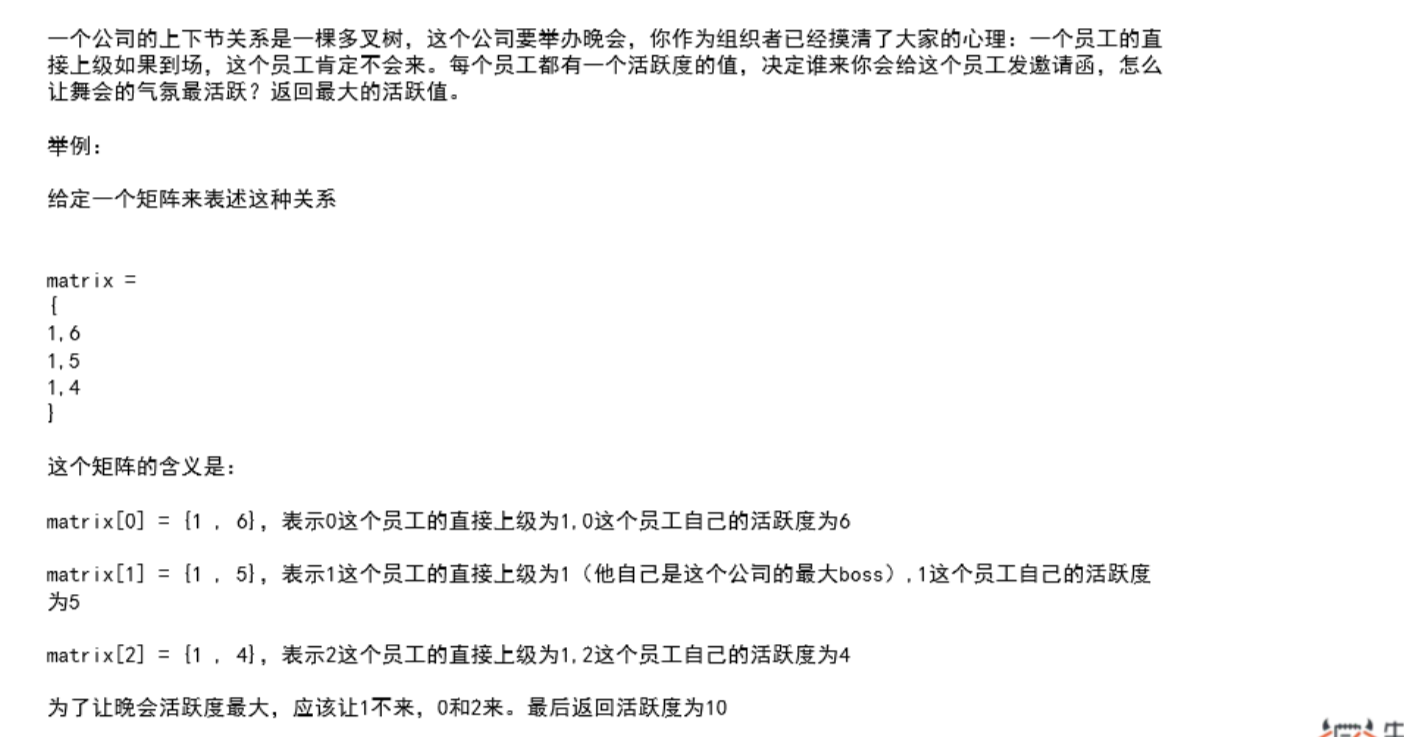 一个公司的上下节关系是一棵多叉树，这个公司要举办晚会，你作为组织者已经摸清了大家的心理：一个员工的直
接上级如果到场，这个员工肯定不会来。每个员工都有一个活跃度的值，决定谁来你会给这个员工发邀请函，怎么
让舞会的气氛最活跃？返回最大的活跃值。
举例：
给定一个矩阵来表述这种关系
matrix =
{
1,6
1,5
1,4
}
这个矩阵的含义是：
matrix[0] = {1 , 6}，表示0这个员工的直接上级为1,0这个员工自己的活跃度为6
matrix[1] = {1 , 5}，表示1这个员工的直接上级为1（他自己是这个公司的最大boss）,1这个员工自己的活跃度
为5
matrix[2] = {1 , 4}，表示2这个员工的直接上级为1,2这个员工自己的活跃度为4
为了让晚会活跃度最大，应该让1不来，0和2来。最后返回活跃度为10